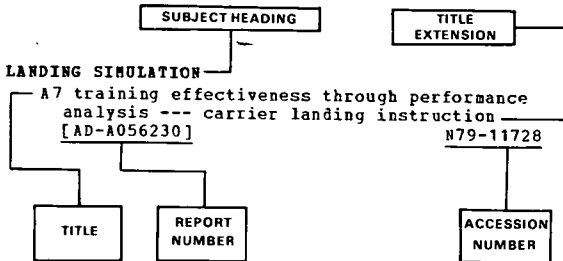 SUBJECT HEADING
TITLE
EXTENSION
LANDING SIMULATION
A7 training effectiveness through performance
analysis --- carrier landing instruction
[AD-A056230]
N79-11728
TITLE
REPORT
NUMBER
ACCESSION
NUMBER